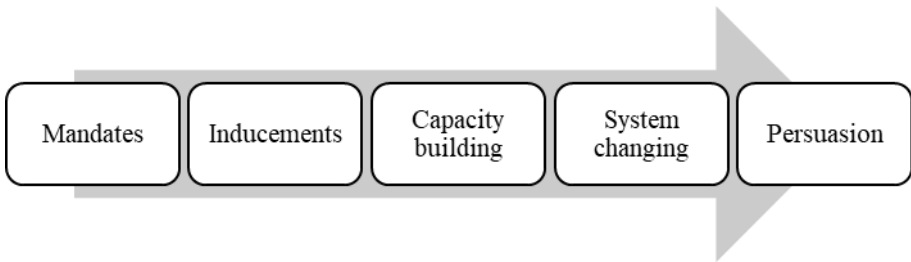 Mandates
Inducements
Capacity
building
System
changing
Persuasion